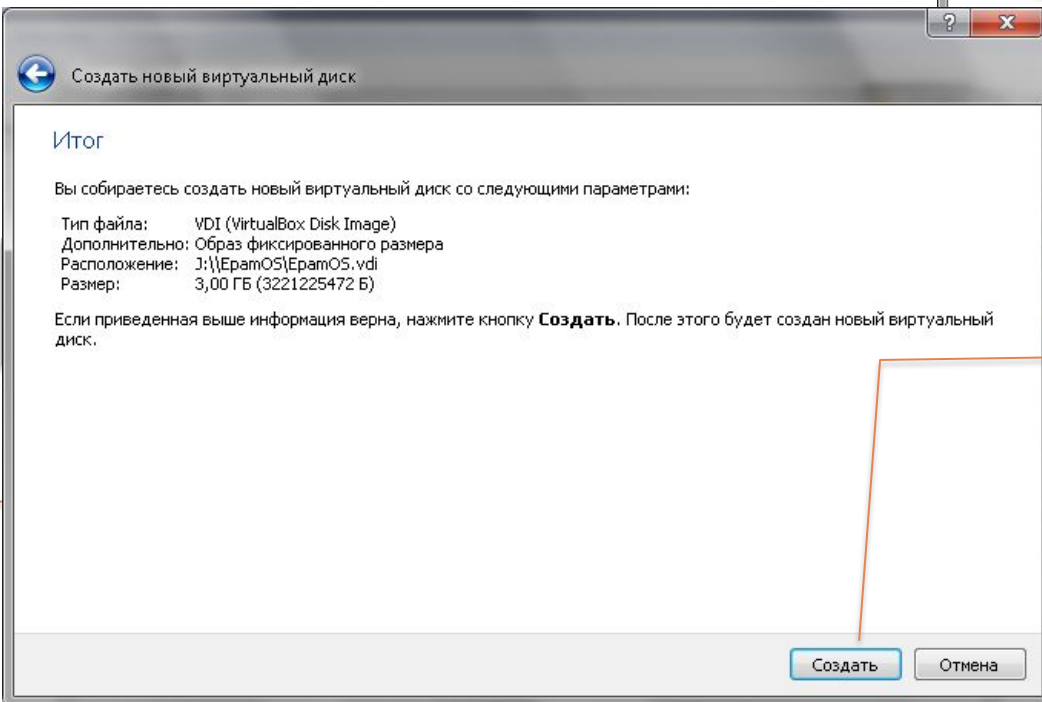 Создать новый виртуальный диск
Итог
Вы собираетесь создать новый виртуальный диск со следующими параметрами:
Тип файла: VDI (VirtualBox Disk Image)
Дополнительно: Образ фиксированного размера
Расположение: J:\\EpamOS\EpamOS.vdi
Размер: 3,00 ГБ (3221225472 Б)
Если приведенная выше информация верна, нажмите кнопку Создать. После этого будет создан новый виртуальный
диск.
Создать Отмена